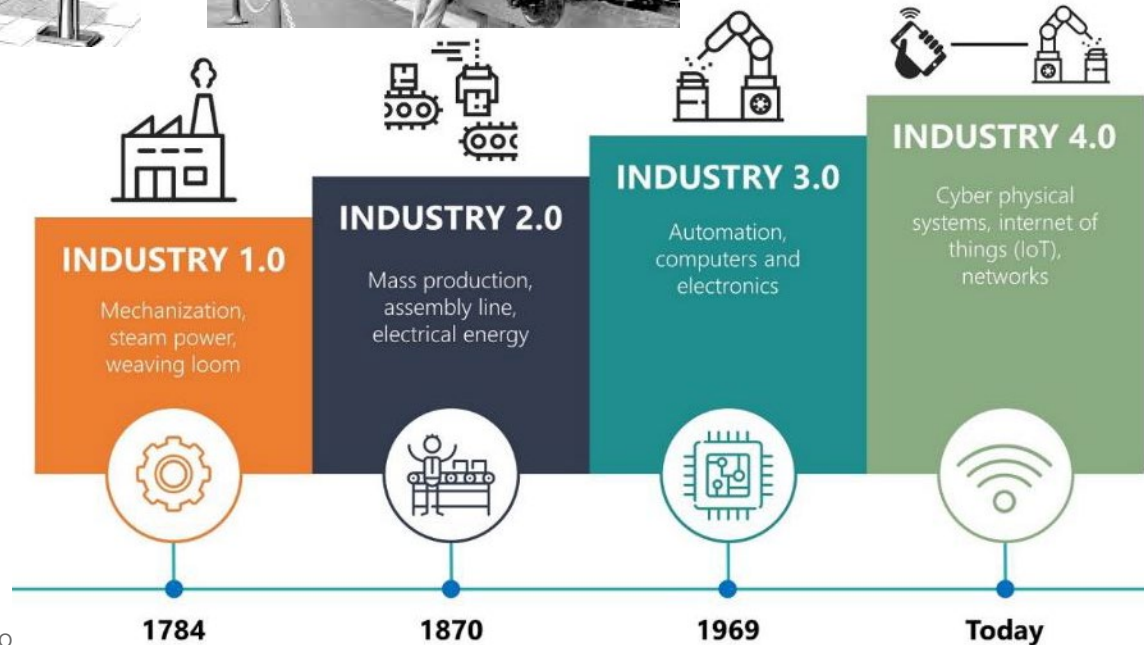 INDUSTRY 1.0
Mechanization,
steam power,
weaving loom
INDUSTRY 2.0
Mass production,
assembly line,
electrical energy
INDUSTRY 3.0
Automation,
computers and
electronics
INDUSTRY 4.0
Cyber physical
systems, internet of
things (IoT),
networks
1784
1870
1969
Today